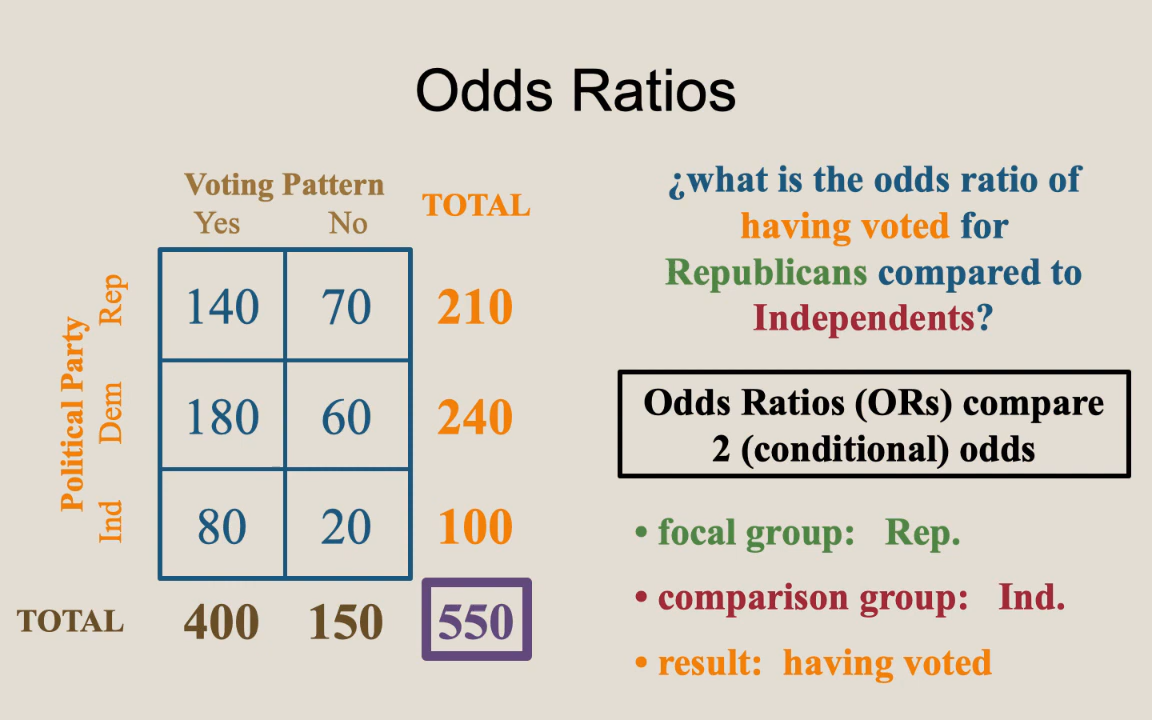 Odds Ratios
Voting Pattern
Yes No
TOTAL
Political Party
Rep
140 70 210
Dem
180 60 240
Ind
80 20 100
TOTAL 400 150 550
¿what is the odds ratio of
having voted for
Republicans compared to
Independents?
Odds Ratios (ORs) compare
2 (conditional) odds
• focal group: Rep.
• comparison group: Ind.
• result: having voted